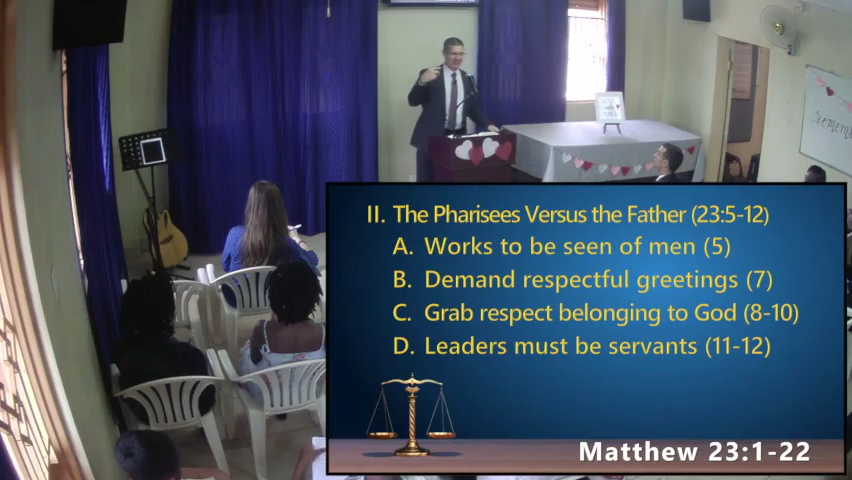 II. The Pharisees Versus the Father (23:5-12)
A. Works to be seen of men (5)
B. Demand respectful greetings (7)
C. Grab respect belonging to God (8-10)
D. Leaders must be servants (11-12)
Matthew 23:1-22